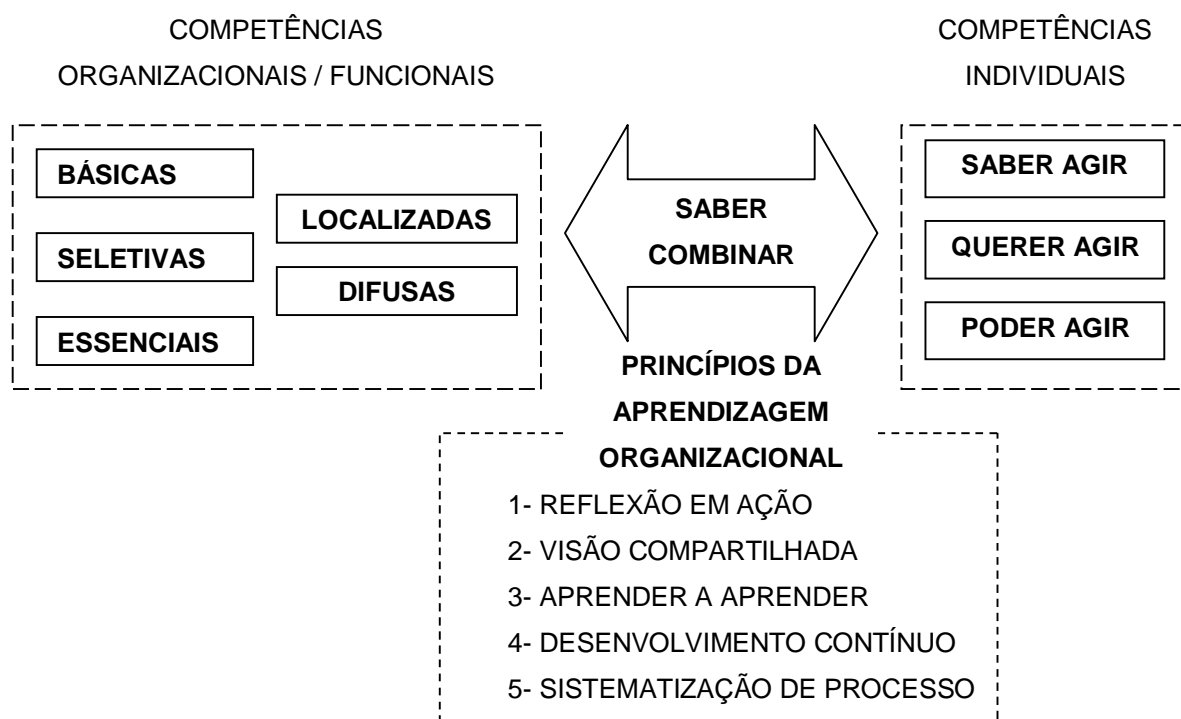 COMPETÊNCIAS
ORGANIZACIONAIS / FUNCIONAIS
BÁSICAS
SELETIVAS
ESSENCIAIS
LOCALIZADAS
DIFUSAS
SABER
COMBINAR
COMPETÊNCIAS
INDIVIDUAIS
SABER AGIR
QUERER AGIR
PODER AGIR
PRINCÍPIOS DA
APRENDIZAGEM
ORGANIZACIONAL
1- REFLEXÃO EM AÇÃO
2- VISÃO COMPARTILHADA
3- APRENDER A APRENDER
4- DESENVOLVIMENTO CONTÍNUO
5- SISTEMATIZAÇÃO DE PROCESSO